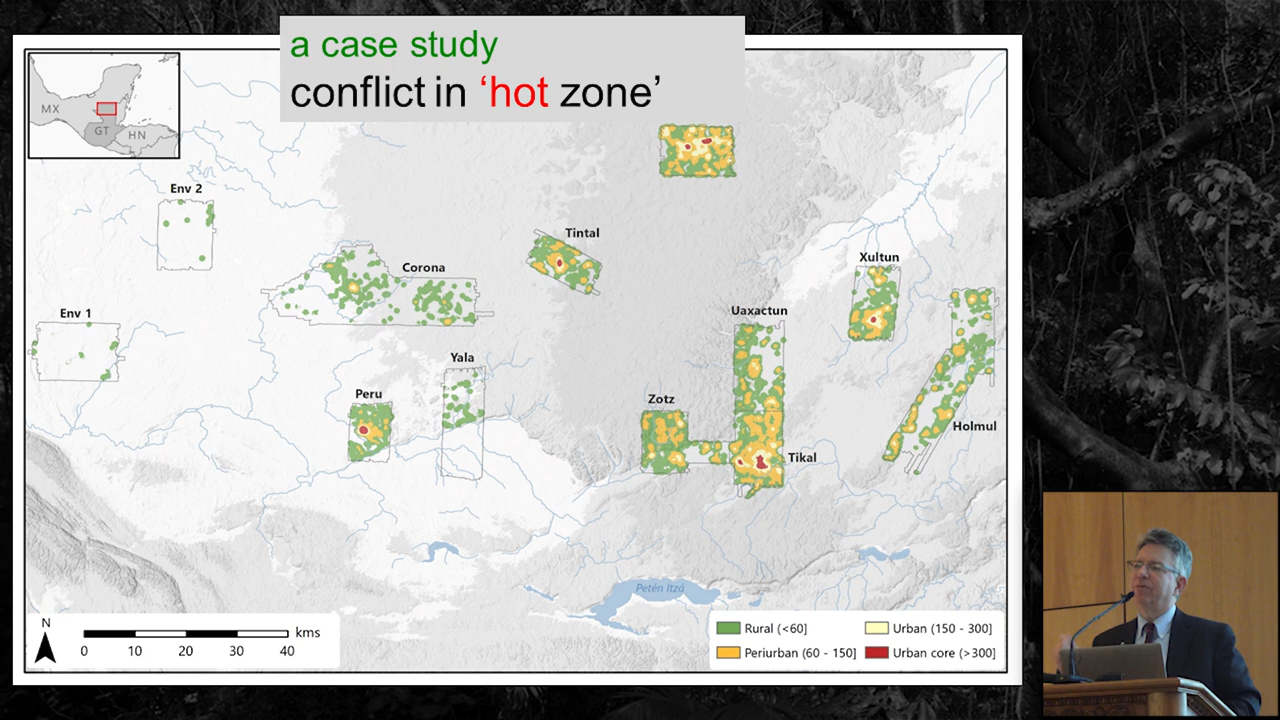 a case study
conflict in ‘hot zone’
MX
GT
HN
Env 2
Tintal
Corona
Xultun
Env 1
Uaxactun
Yala
Peru
Zotz
Holmul
Tikal
Petén Itzá
N
0 10 20 30 40 kms
Rural (<60]
Urban (150 - 300]
Periurban (60 - 150]
Urban core (>300]